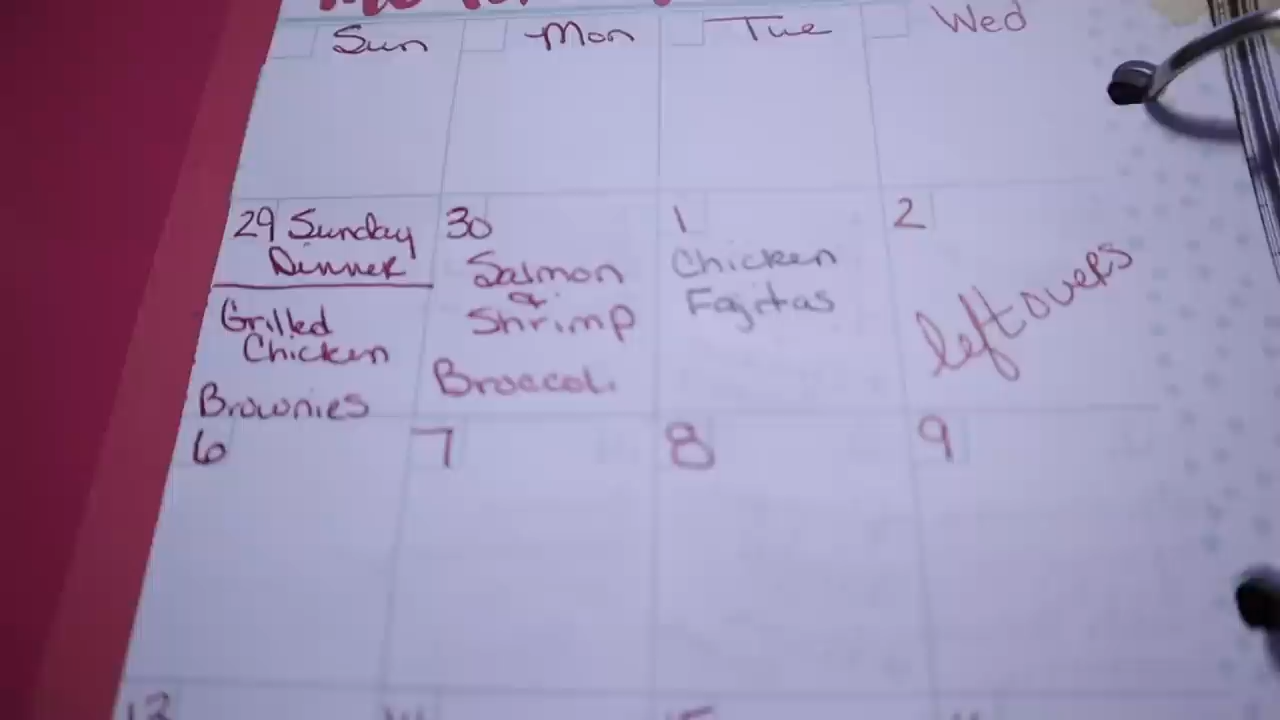 Sun Mon Tue Wed
29 Sunday Dinner
Grilled
Chicken
Brownies
30
Salmon
&
Shrimp
Broccoli
1
Chicken
Fajitas
2
leftovers
6 7 8 9
13